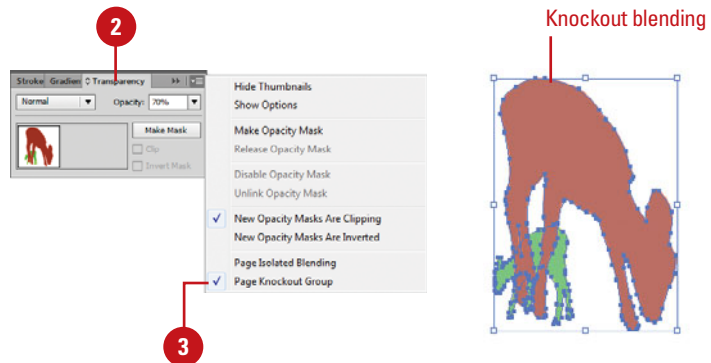 Knockout blending
2
Stroke Gradien Transparency
Normal Opacity: 70%
Make Mask
Clip
Invert Mask
Hide Thumbnails
Show Options
Make Opacity Mask
Release Opacity Mask
Disable Opacity Mask
Unlink Opacity Mask
New Opacity Masks Are Clipping
New Opacity Masks Are Inverted
Page Isolated Blending
Page Knockout Group
3